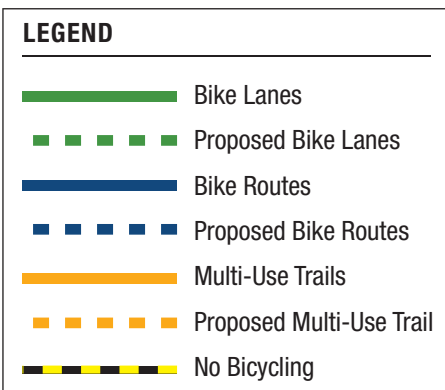 LEGEND
Bike Lanes
Proposed Bike Lanes
Bike Routes
Proposed Bike Routes
Multi-Use Trails
Proposed Multi-Use Trail
No Bicycling